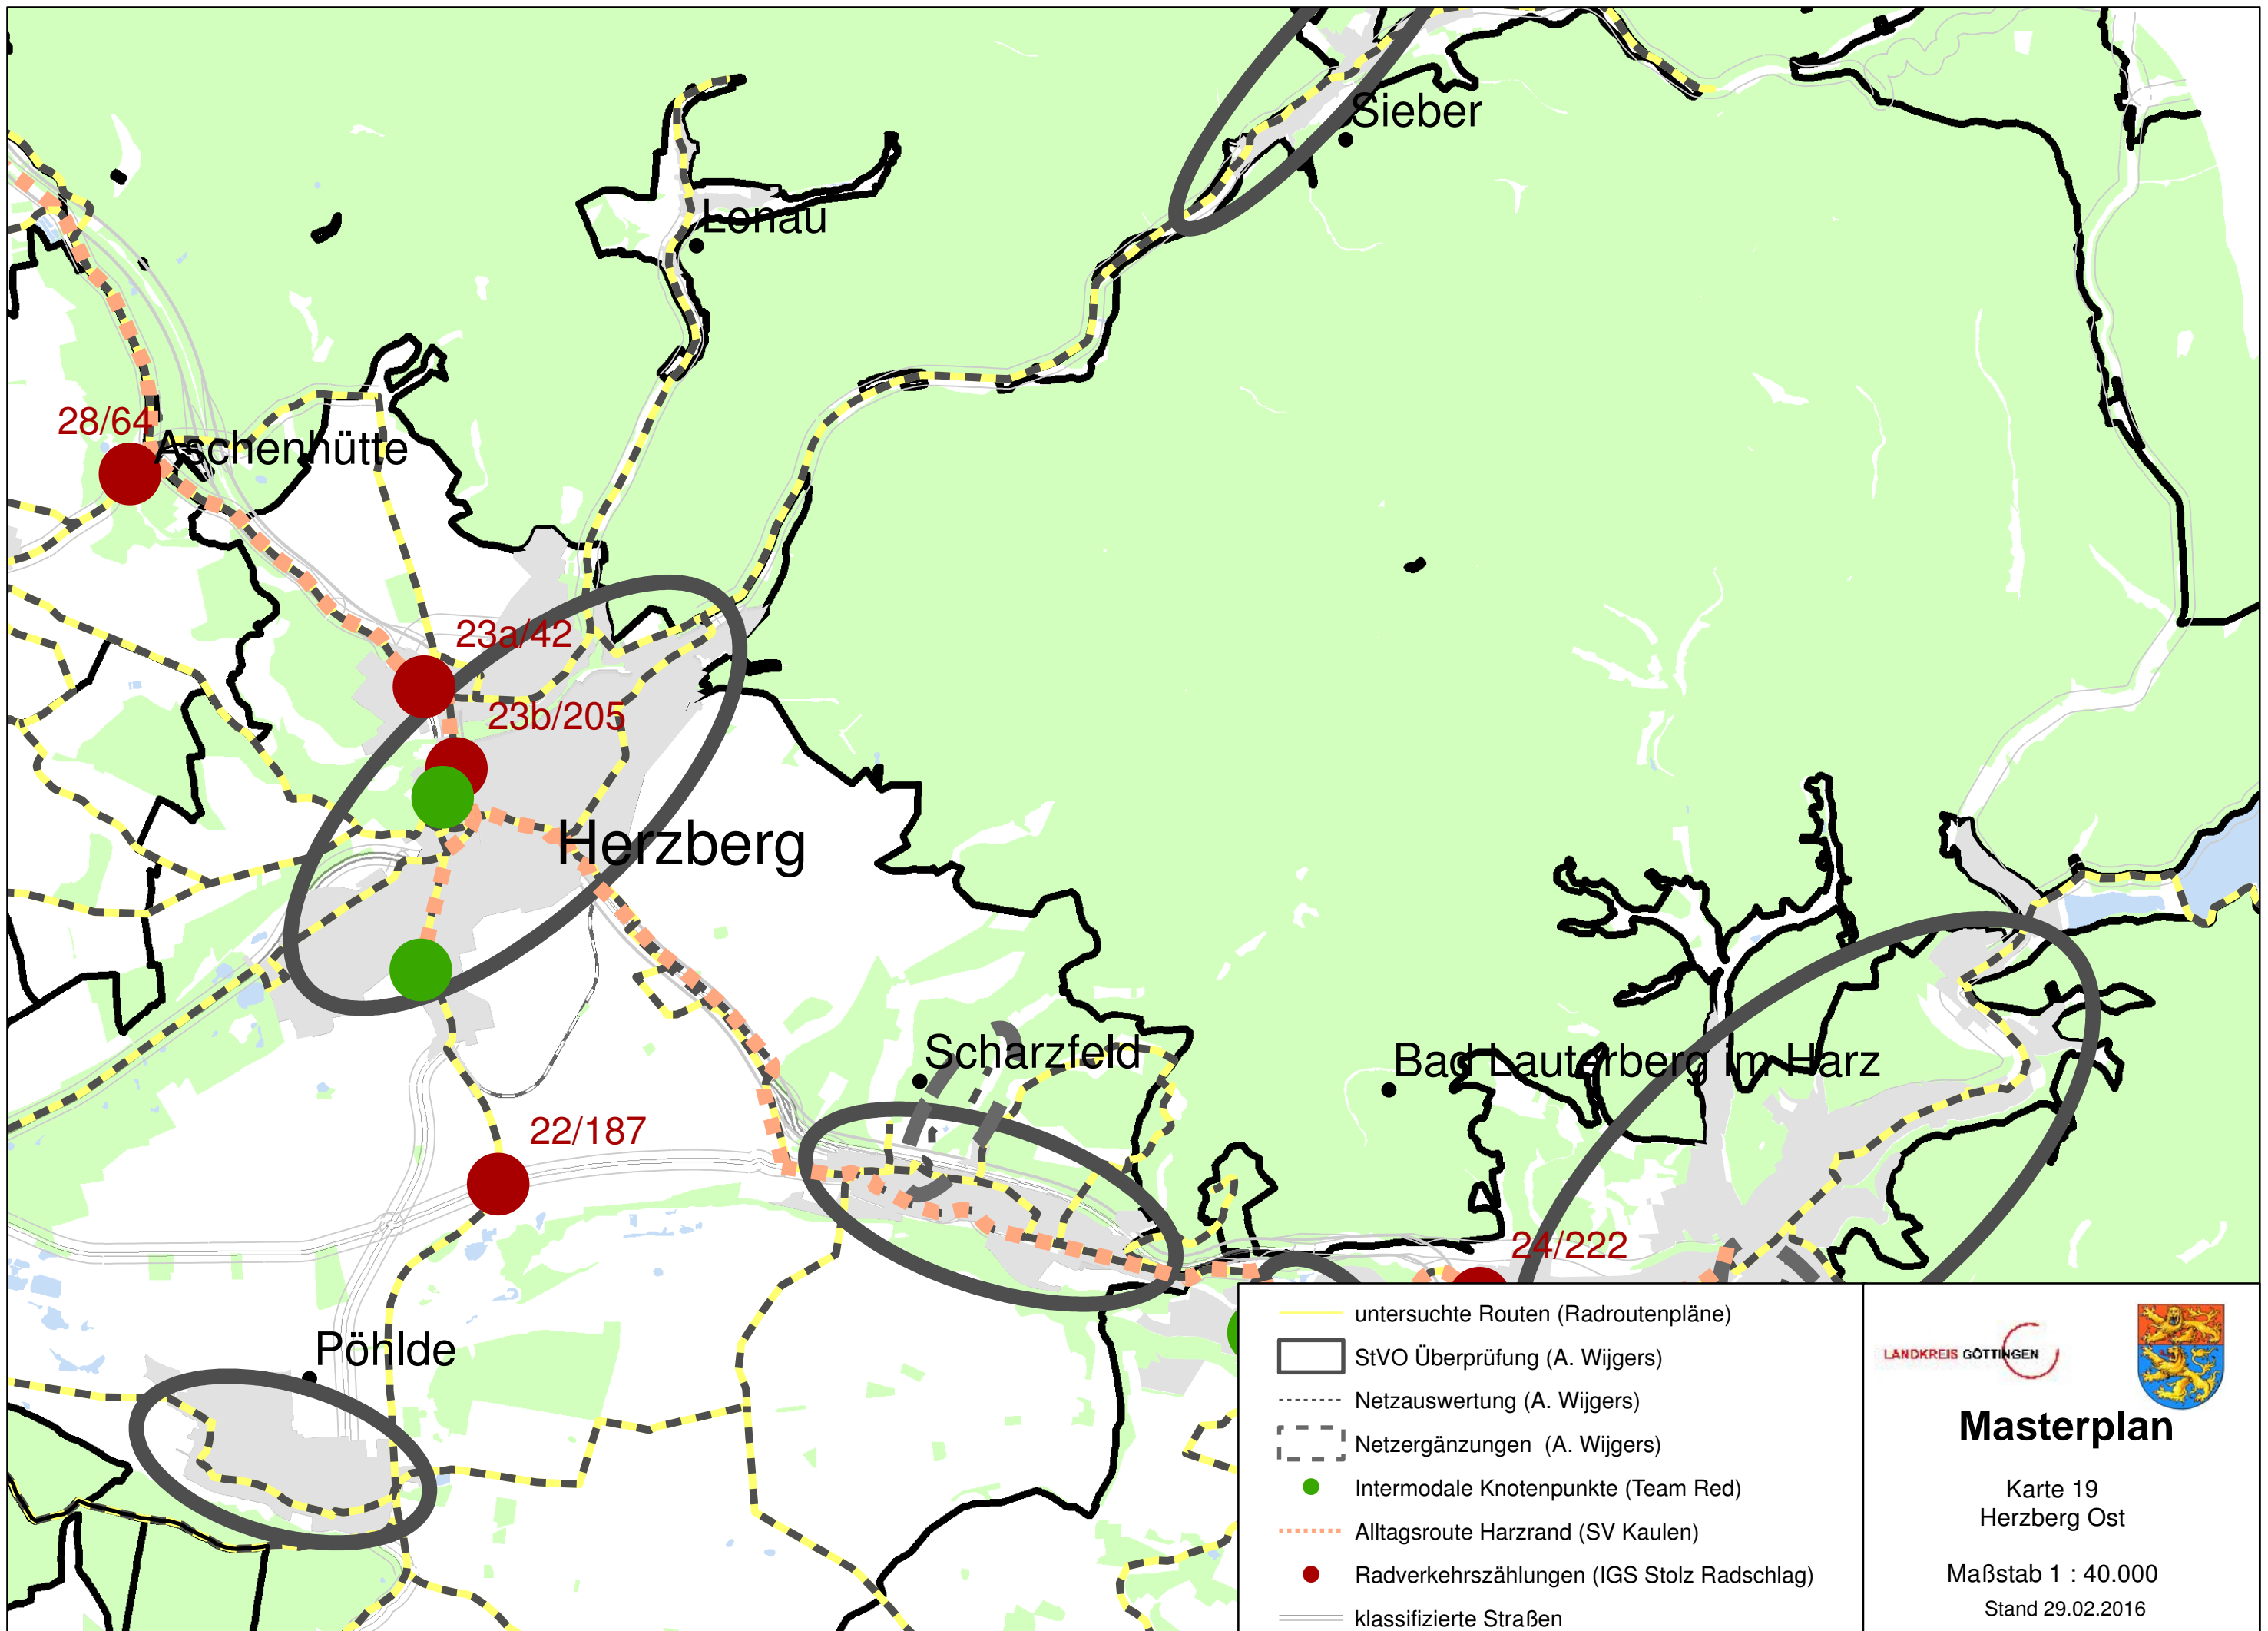 Sieber
Lonau
28/64
Aschenhütte
23a/42
23b/205
Herzberg
Scharzfeld
Bad Lauterberg im Harz
22/187
24/222
Pöhlde
untersuchte Routen (Radroutenpläne)
StVO Überprüfung (A. Wijgers)
Netzauswertung (A. Wijgers)
Netzergänzungen (A. Wijgers)
Intermodale Knotenpunkte (Team Red)
Alltagsroute Harzrand (SV Kaulen)
Radverkehrszählungen (IGS Stolz Radschlag)
klassifizierte Straßen
LANDKREIS GÖTTINGEN
Masterplan
Karte 19
Herzberg Ost
Maßstab 1 : 40.000
Stand 29.02.2016